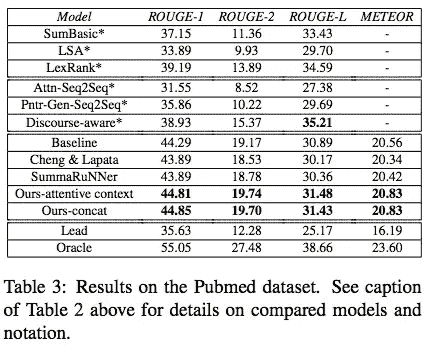 Model ROUGE-1 ROUGE-2 ROUGE-L METEOR
SumBasic* 37.15 11.36 33.43 -
LSA* 33.89 9.93 29.70 -
LexRank* 39.19 13.89 34.59 -
Attn-Seq2Seq* 31.55 8.52 27.38 -
Pntr-Gen-Seq2Seq* 35.86 10.22 29.69 -
Discourse-aware* 38.93 15.37 35.21 -
Baseline 44.29 19.17 30.89 20.56
Cheng & Lapata 43.89 18.53 30.17 20.34
SummaRuNNer 43.89 18.78 30.36 20.42
Ours-attentive context 44.81 19.74 31.48 20.83
Ours-concat 44.85 19.70 31.43 20.83
Lead 35.63 12.28 25.17 16.19
Oracle 55.05 27.48 38.66 23.60
Table 3: Results on the Pubmed dataset. See caption
of Table 2 above for details on compared models and
notation.